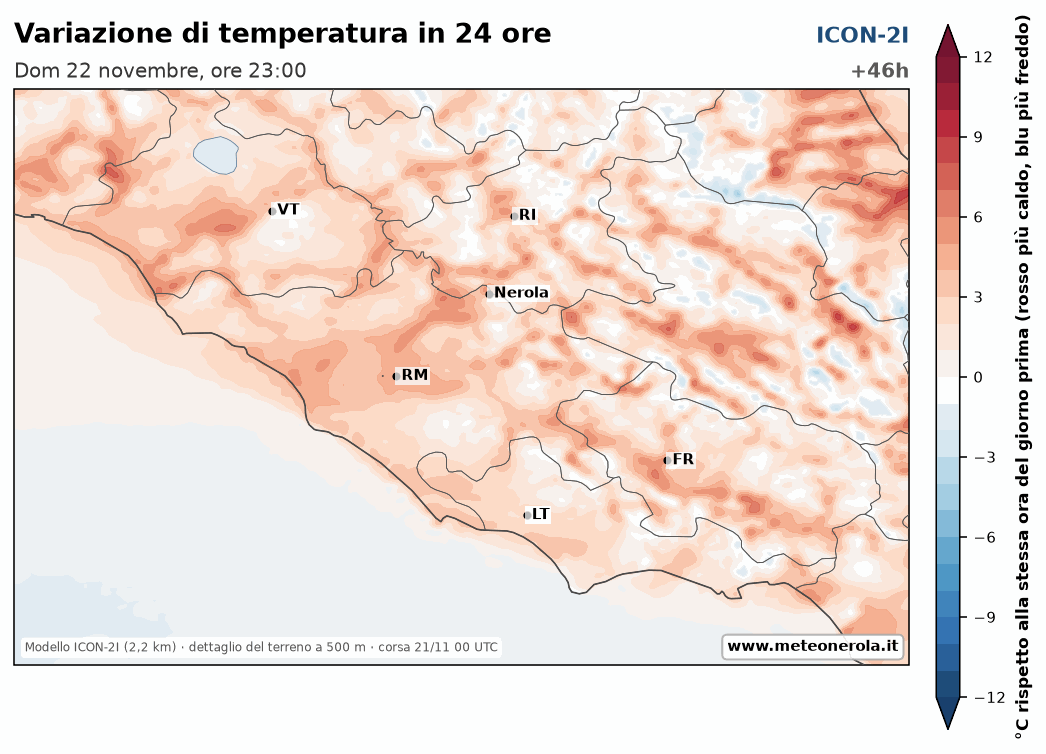 Variazione di temperatura in 24 ore
ICON-2I
Dom 22 novembre, ore 23:00
+46h
VT
RI
Nerola
RM
FR
LT
Modello ICON-2I (2,2 km) · dettaglio del terreno a 500 m · corsa 21/11 00 UTC
www.meteonerola.it
12
9
6
3
0
−3
−6
−9
−12
°C rispetto alla stessa ora del giorno prima (rosso più caldo, blu più freddo)